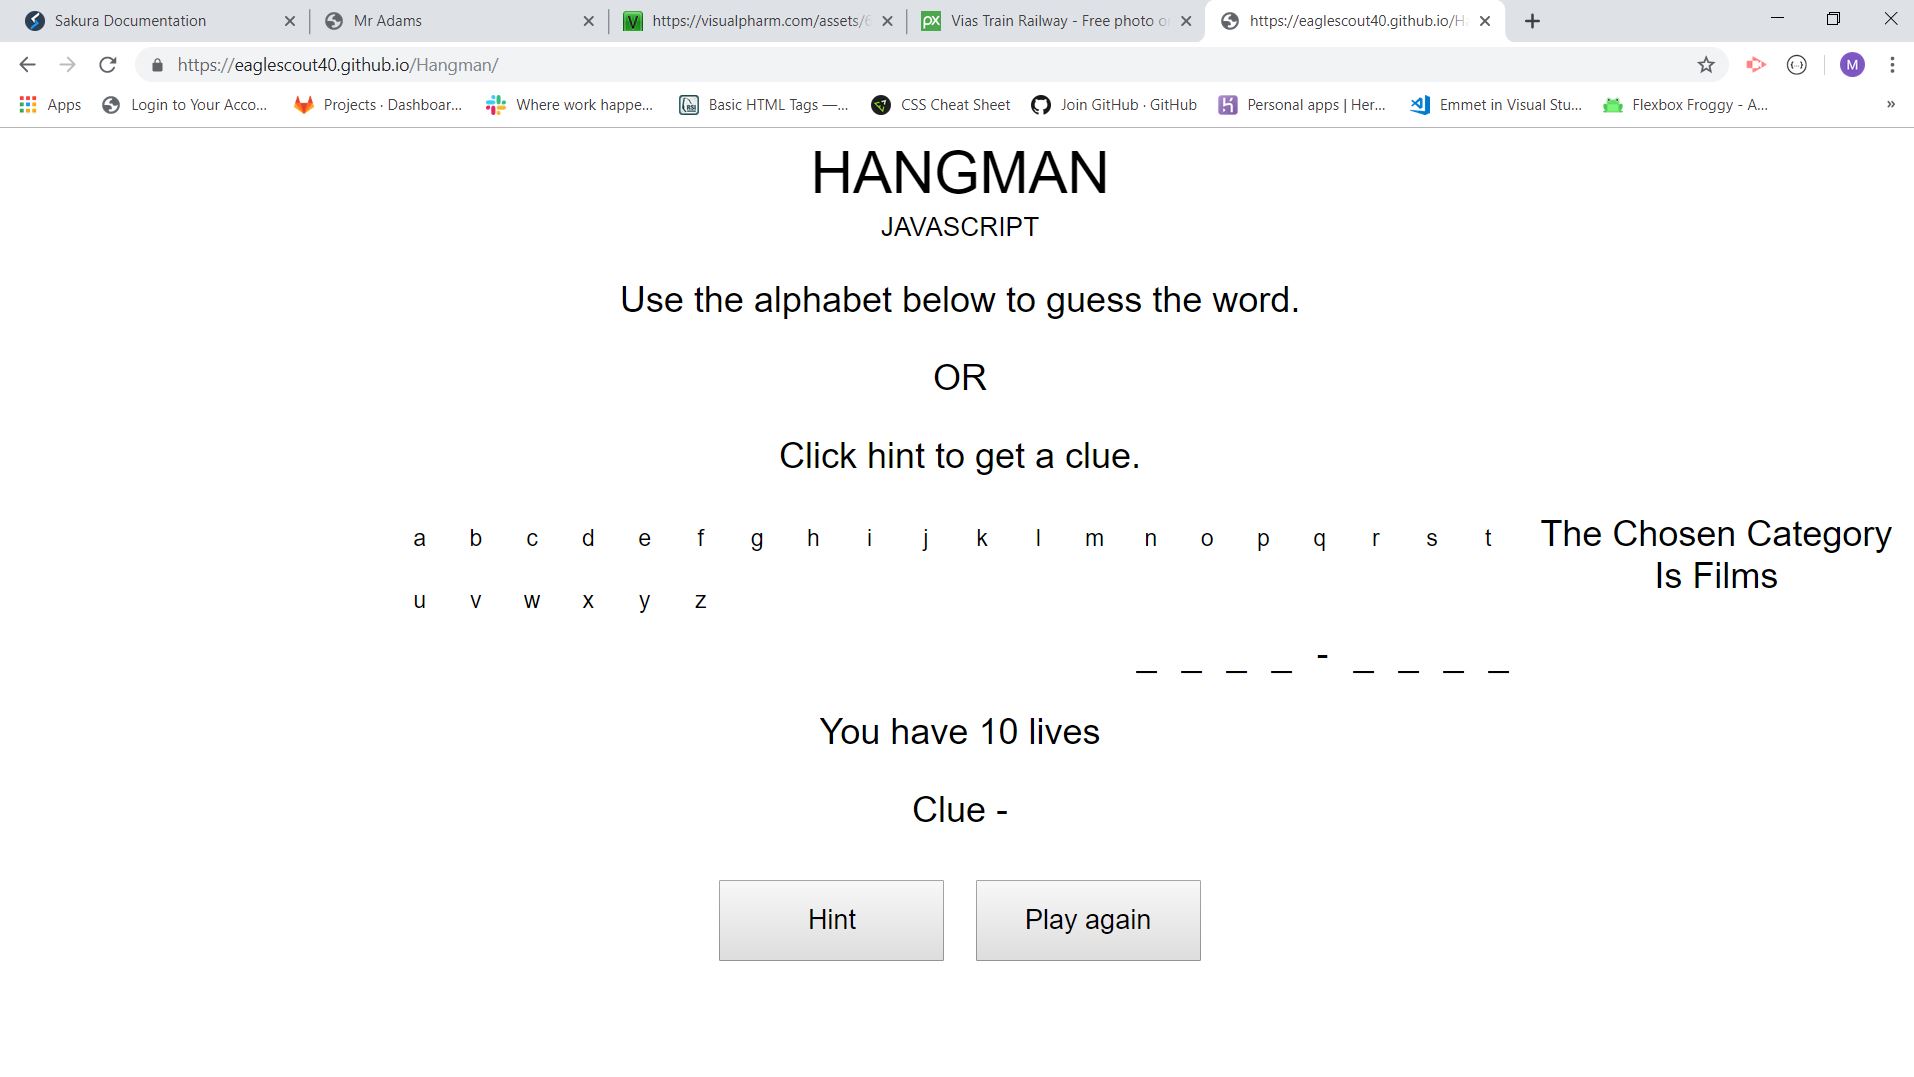 Sakura Documentation
Mr Adams
https://visualpharm.com/assets/6
Vias Train Railway - Free photo o
https://eaglescout40.github.io/Ha
https://eaglescout40.github.io/Hangman/
M
Apps
Login to Your Acco...
Projects · Dashboar...
Where work happe...
Basic HTML Tags —...
CSS Cheat Sheet
Join GitHub · GitHub
Personal apps | Her...
Emmet in Visual Stu...
Flexbox Froggy - A...
»
HANGMAN
JAVASCRIPT
Use the alphabet below to guess the word.
OR
Click hint to get a clue.
a b c d e f g h i j k l m n o p q r s t
u v w x y z
The Chosen Category
Is Films
_ _ _ _ - _ _ _ _
You have 10 lives
Clue -
Hint
Play again